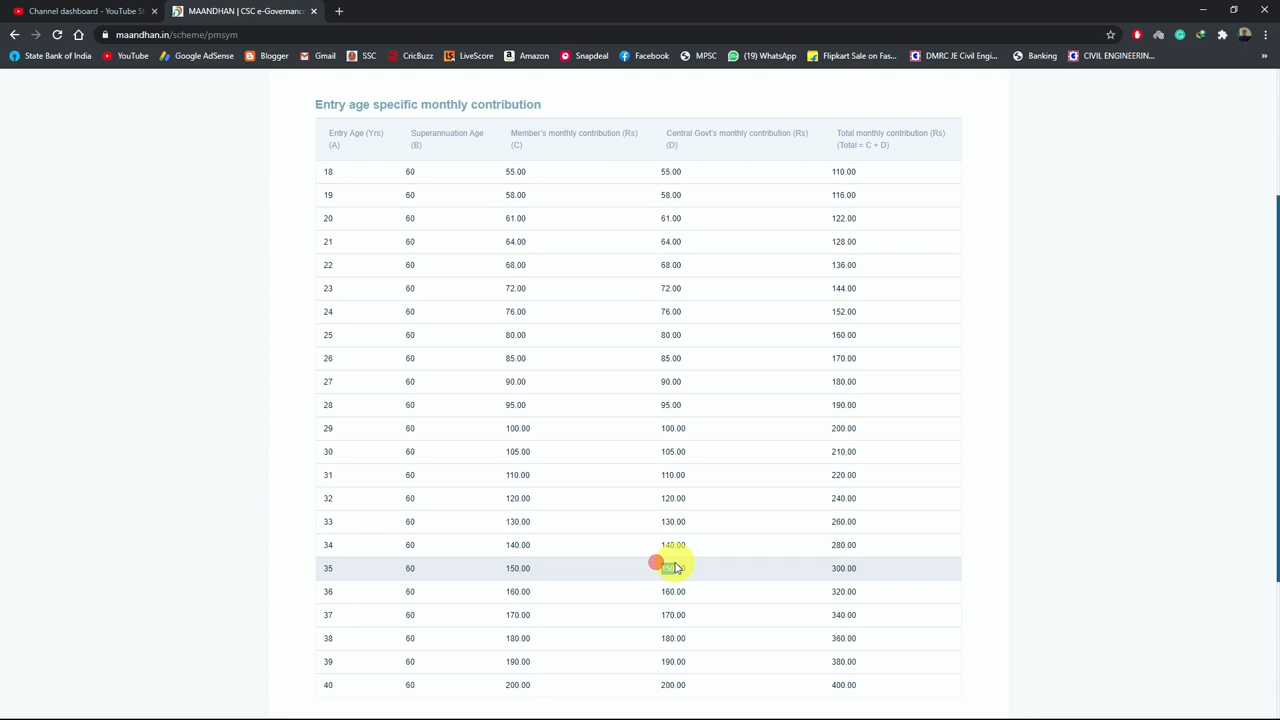 Channel dashboard - YouTube St
MAANDHAN | CSC e-Governance
maandhan.in/scheme/pmsym
State Bank of India YouTube Google AdSense Blogger Gmail SSC CricBuzz LiveScore Amazon Snapdeal Facebook MPSC (19) WhatsApp Flipkart Sale on Fas... DMRC JE Civil Engi... Banking CIVIL ENGINEERIN...
Entry age specific monthly contribution
Entry Age (Yrs) Superannuation Age Member's monthly contribution (Rs) Central Govt's monthly contribution (Rs) Total monthly contribution (Rs)
(A) (B) (C) (D) (Total = C + D)
18 60 55.00 55.00 110.00
19 60 58.00 58.00 116.00
20 60 61.00 61.00 122.00
21 60 64.00 64.00 128.00
22 60 68.00 68.00 136.00
23 60 72.00 72.00 144.00
24 60 76.00 76.00 152.00
25 60 80.00 80.00 160.00
26 60 85.00 85.00 170.00
27 60 90.00 90.00 180.00
28 60 95.00 95.00 190.00
29 60 100.00 100.00 200.00
30 60 105.00 105.00 210.00
31 60 110.00 110.00 220.00
32 60 120.00 120.00 240.00
33 60 130.00 130.00 260.00
34 60 140.00 140.00 280.00
35 60 150.00 300.00
36 60 160.00 160.00 320.00
37 60 170.00 170.00 340.00
38 60 180.00 180.00 360.00
39 60 190.00 190.00 380.00
40 60 200.00 200.00 400.00